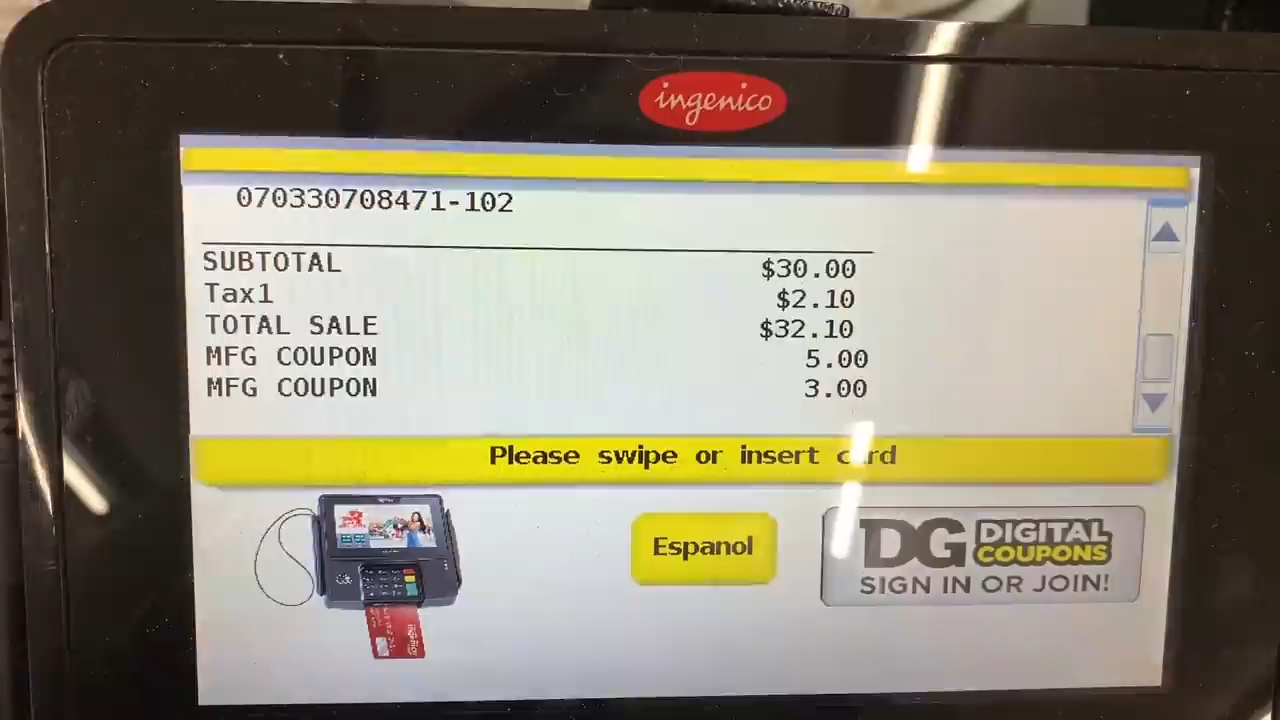 ingenico
070330708471-102
SUBTOTAL $30.00
Tax1 $2.10
TOTAL SALE $32.10
MFG COUPON 5.00
MFG COUPON 3.00
Please swipe or insert card
Espanol
DG DIGITAL COUPONS
SIGN IN OR JOIN!